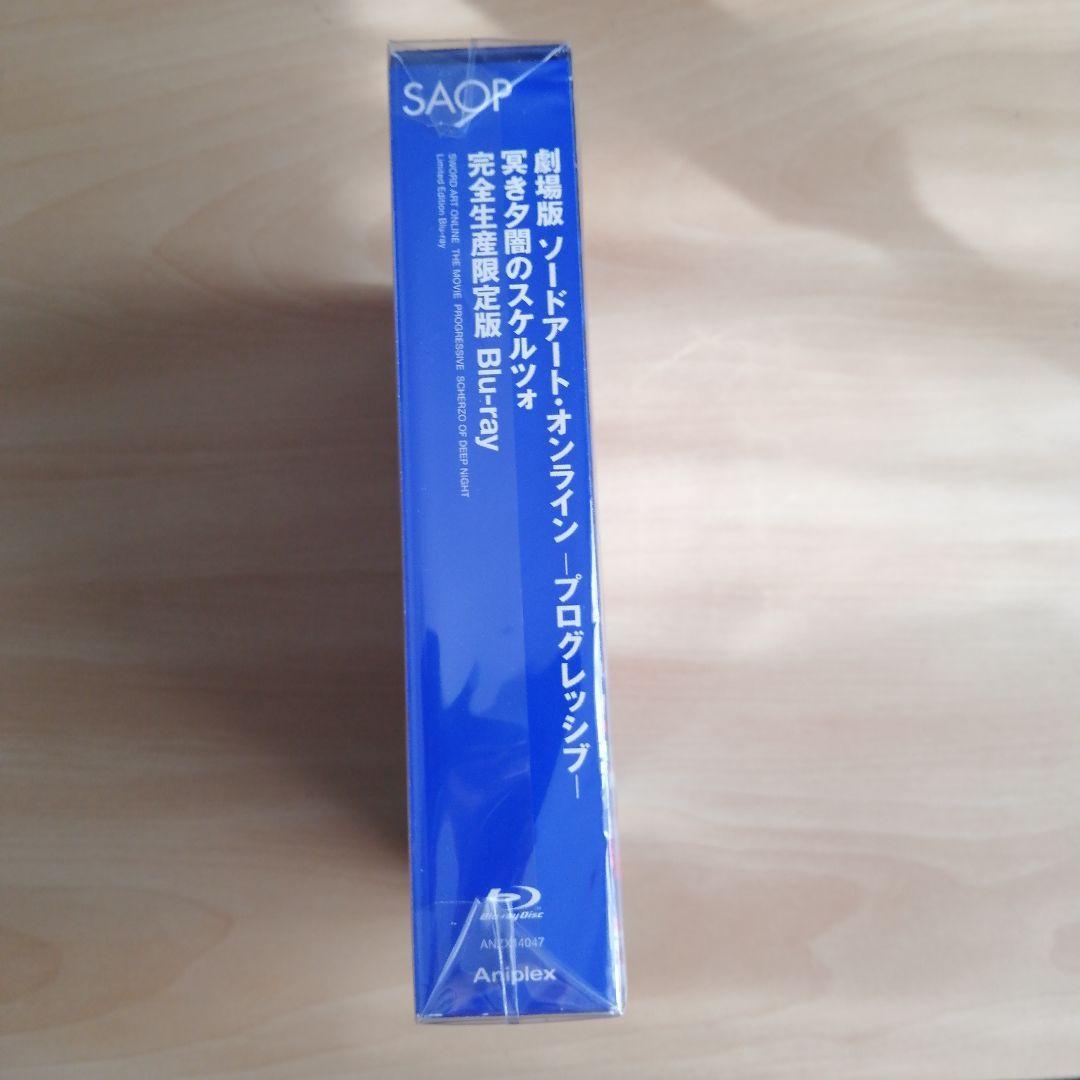 SAOP
劇場版 ソードアート・オンライン ―プログレッシブ―
冥き夕闇のスケルツォ
完全生産限定版 Blu-ray
SWORD ART ONLINE THE MOVIE PROGRESSIVE SCHERZO OF DEEP NIGHT
Limited Edition Blu-ray
Blu-ray Disc
ANZX14047
Aniplex